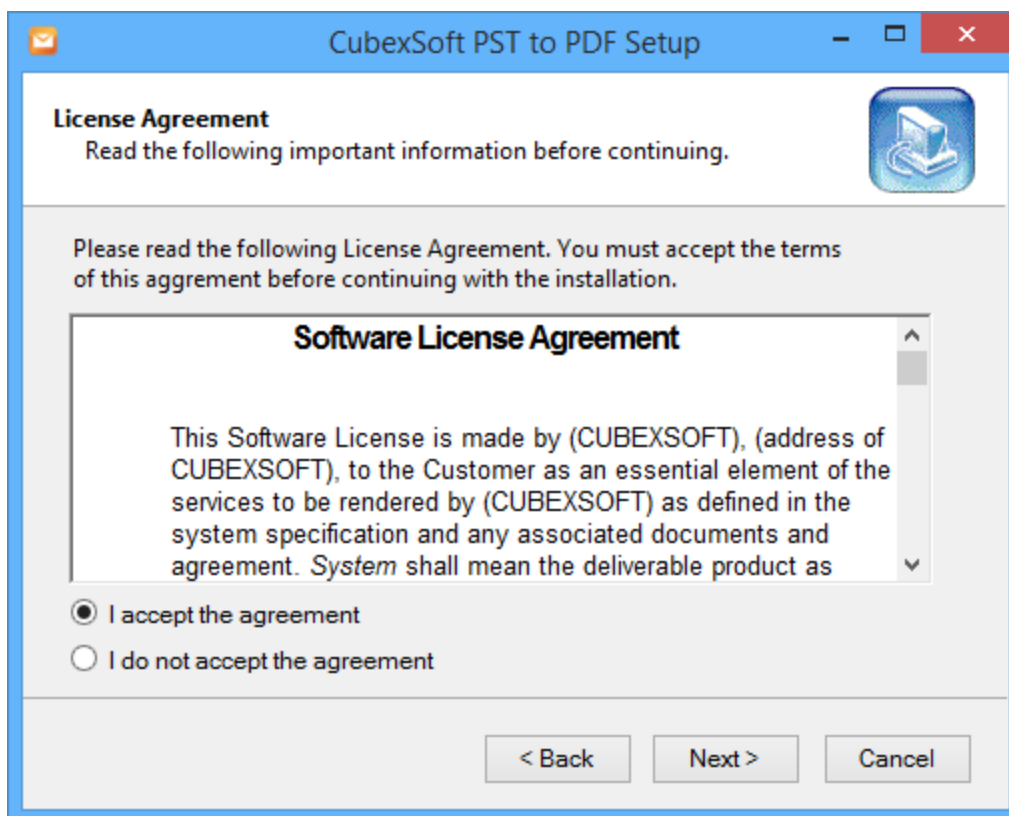 CubexSoft PST to PDF Setup
License Agreement
Read the following important information before continuing.
Please read the following License Agreement. You must accept the terms
of this aggrement before continuing with the installation.
Software License Agreement
This Software License is made by (CUBEXSOFT), (address of
CUBEXSOFT), to the Customer as an essential element of the
services to be rendered by (CUBEXSOFT) as defined in the
system specification and any associated documents and
agreement. System shall mean the deliverable product as
I accept the agreement
I do not accept the agreement
< Back Next > Cancel